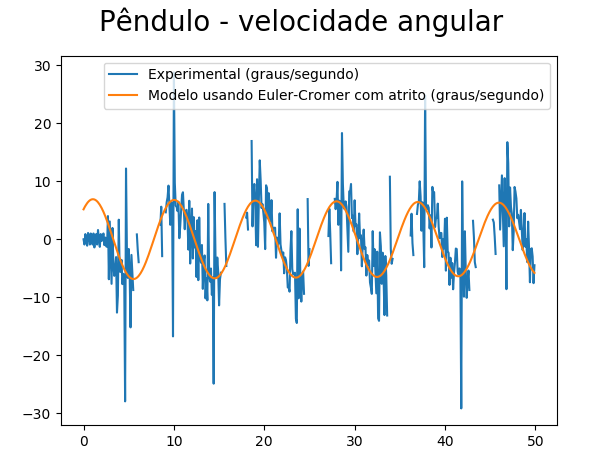 Pêndulo - velocidade angular
Experimental (graus/segundo)
Modelo usando Euler-Cromer com atrito (graus/segundo)
30
20
10
0
−10
−20
−30
0 10 20 30 40 50